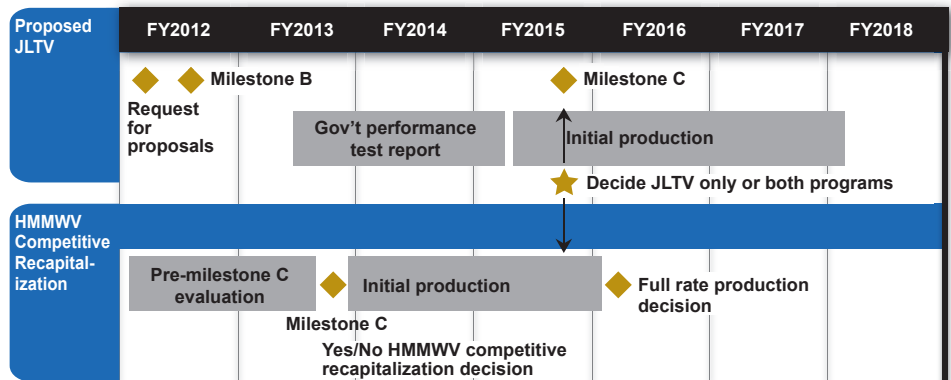 Proposed
JLTV
FY2012 FY2013 FY2014 FY2015 FY2016 FY2017 FY2018
Milestone B
Milestone C
Request
for
proposals
Gov't performance
test report
Initial production
Decide JLTV only or both programs
HMMWV
Competitive
Recapital-
ization
Pre-milestone C
evaluation
Initial production
Full rate production
decision
Milestone C
Yes/No HMMWV competitive
recapitalization decision